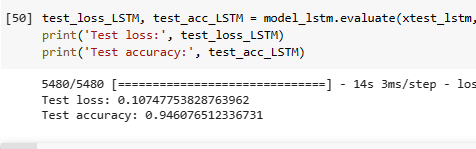 [50] test_loss_LSTM, test_acc_LSTM = model_lstm.evaluate(xtest_lstm,
print('Test loss:', test_loss_LSTM)
print('Test accuracy:', test_acc_LSTM)
5480/5480 [==============================] - 14s 3ms/step - los
Test loss: 0.10747753828763962
Test accuracy: 0.946076512336731